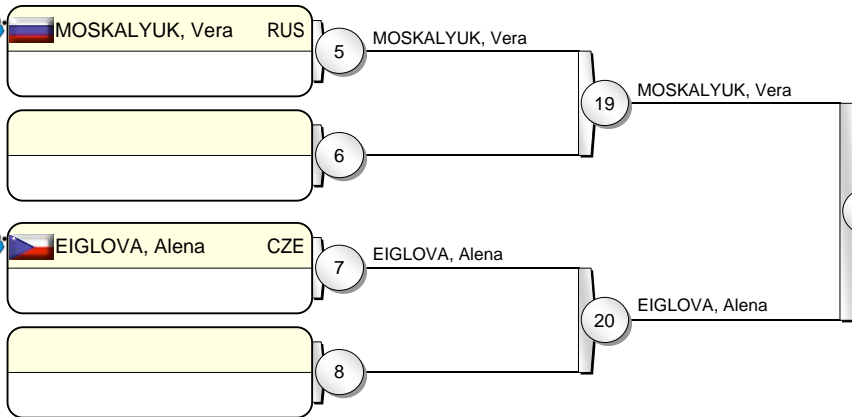 MOSKALYUK, Vera RUS
5
MOSKALYUK, Vera
19
MOSKALYUK, Vera
6
EIGLOVA, Alena CZE
7
EIGLOVA, Alena
20
EIGLOVA, Alena
8